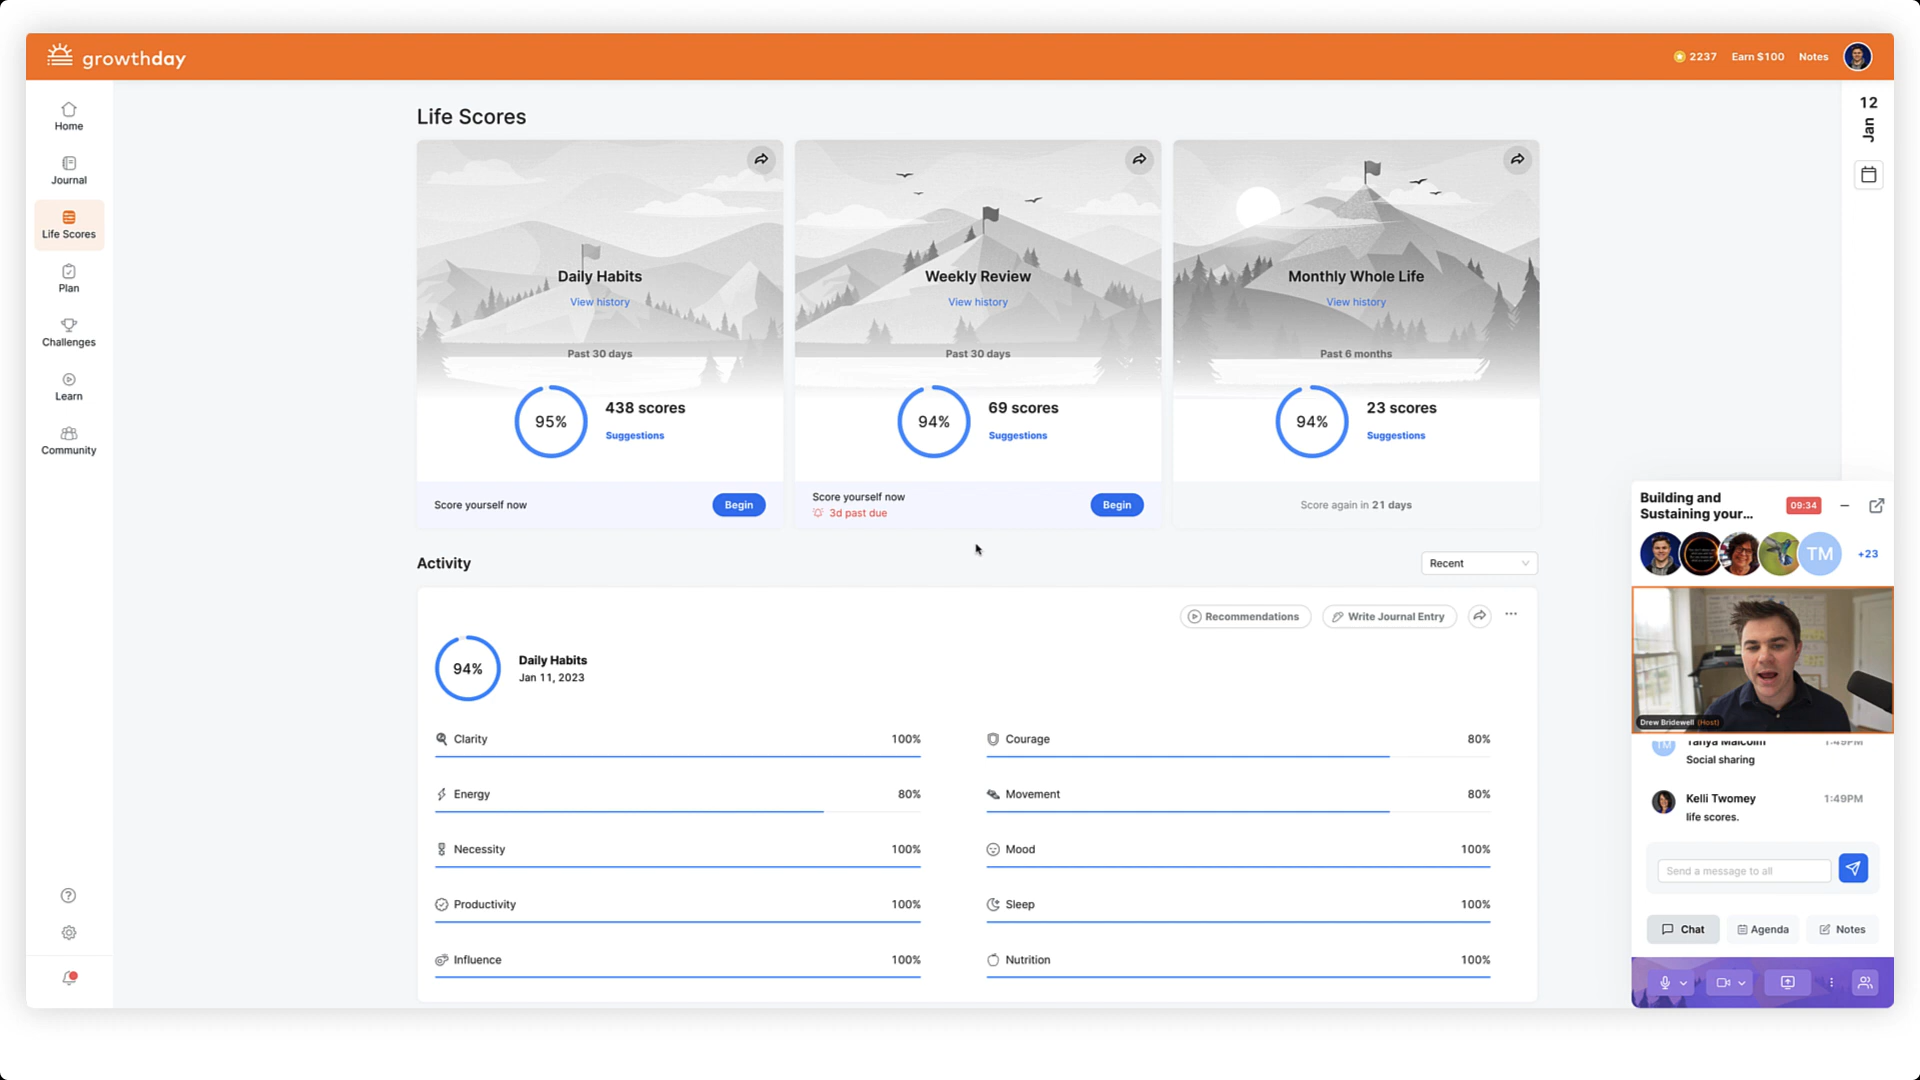 growthday
2237
Earn $100
Notes
Home
Journal
Life Scores
Plan
Challenges
Learn
Community
12
Jan
Life Scores
Daily Habits
View history
Past 30 days
95%
438 scores
Suggestions
Score yourself now
Begin
Weekly Review
View history
Past 30 days
94%
69 scores
Suggestions
Score yourself now
3d past due
Begin
Monthly Whole Life
View history
Past 6 months
94%
23 scores
Suggestions
Score again in 21 days
Activity
Recent
Recommendations
Write Journal Entry
94%
Daily Habits
Jan 11, 2023
Clarity 100%
Courage 80%
Energy 80%
Movement 80%
Necessity 100%
Mood 100%
Productivity 100%
Sleep 100%
Influence 100%
Nutrition 100%
Building and
Sustaining your...
09:34
TM
+23
Drew Bridewell (Host)
TM
Tanya Malcolm 1:49PM
Social sharing
Kelli Twomey 1:49PM
life scores.
Send a message to all
Chat
Agenda
Notes